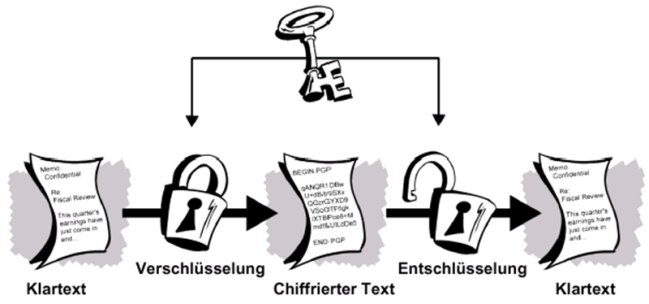 Memo:
Confidential
Re:
Fiscal Review
This quarter's
earnings have
just come in
and...
BEGIN PGP
END PGP
Memo:
Confidential
Re:
Fiscal Review
This quarter's
earnings have
just come in
and...
Verschlüsselung
Entschlüsselung
Klartext
Chiffrierter Text
Klartext